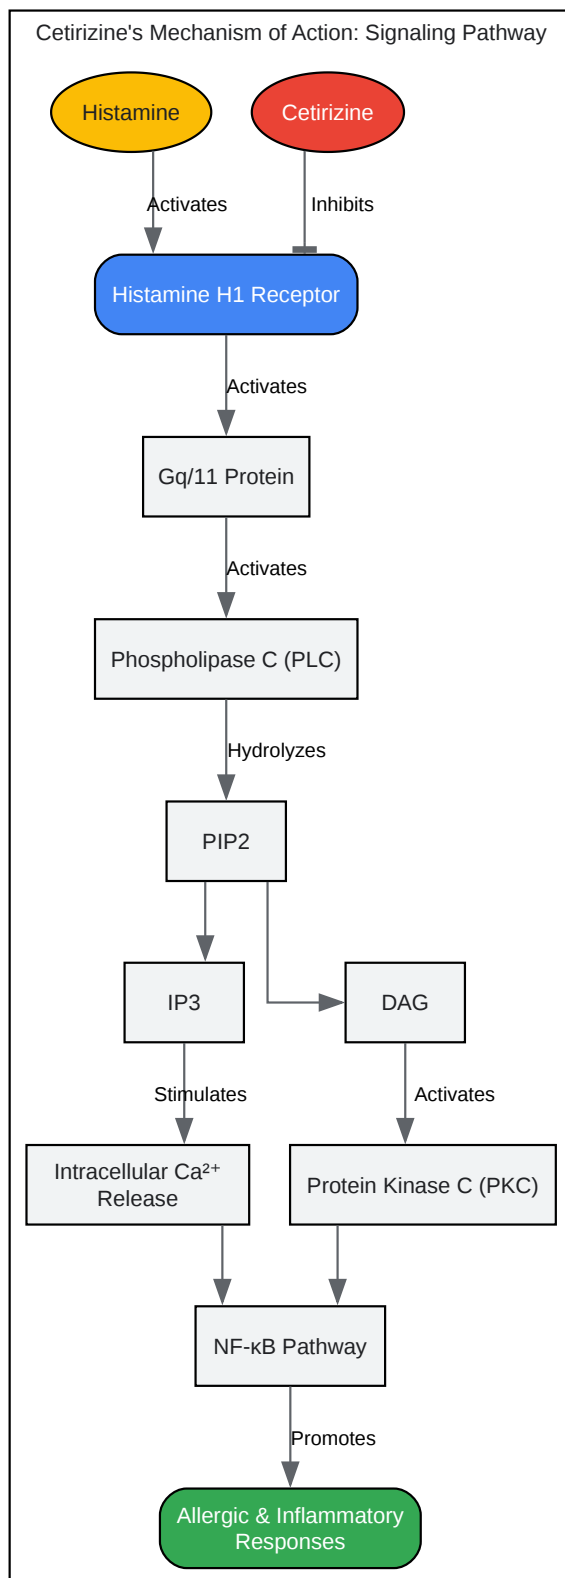 Cetirizine's Mechanism of Action: Signaling Pathway
Histamine
Cetirizine
Activates
Inhibits
Histamine H1 Receptor
Activates
Gq/11 Protein
Activates
Phospholipase C (PLC)
Hydrolyzes
PIP2
IP3
DAG
Stimulates
Activates
Intracellular Ca²⁺
Release
Protein Kinase C (PKC)
NF-κB Pathway
Promotes
Allergic & Inflammatory
Responses